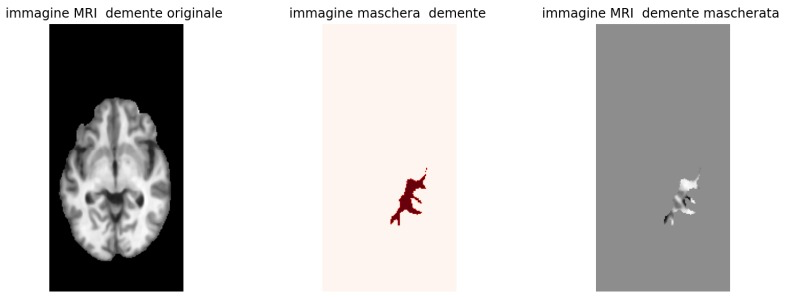 immagine MRI  demente originale
immagine maschera  demente
immagine MRI  demente mascherata